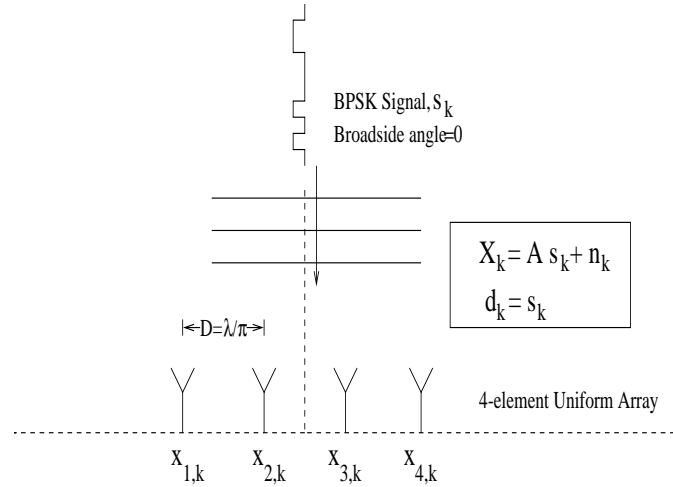 BPSK Signal, s_k
Broadside angle=0
X_k = A s_k + n_k
d_k = s_k
D=λ/π
4-element Uniform Array
x_1,k x_2,k x_3,k x_4,k